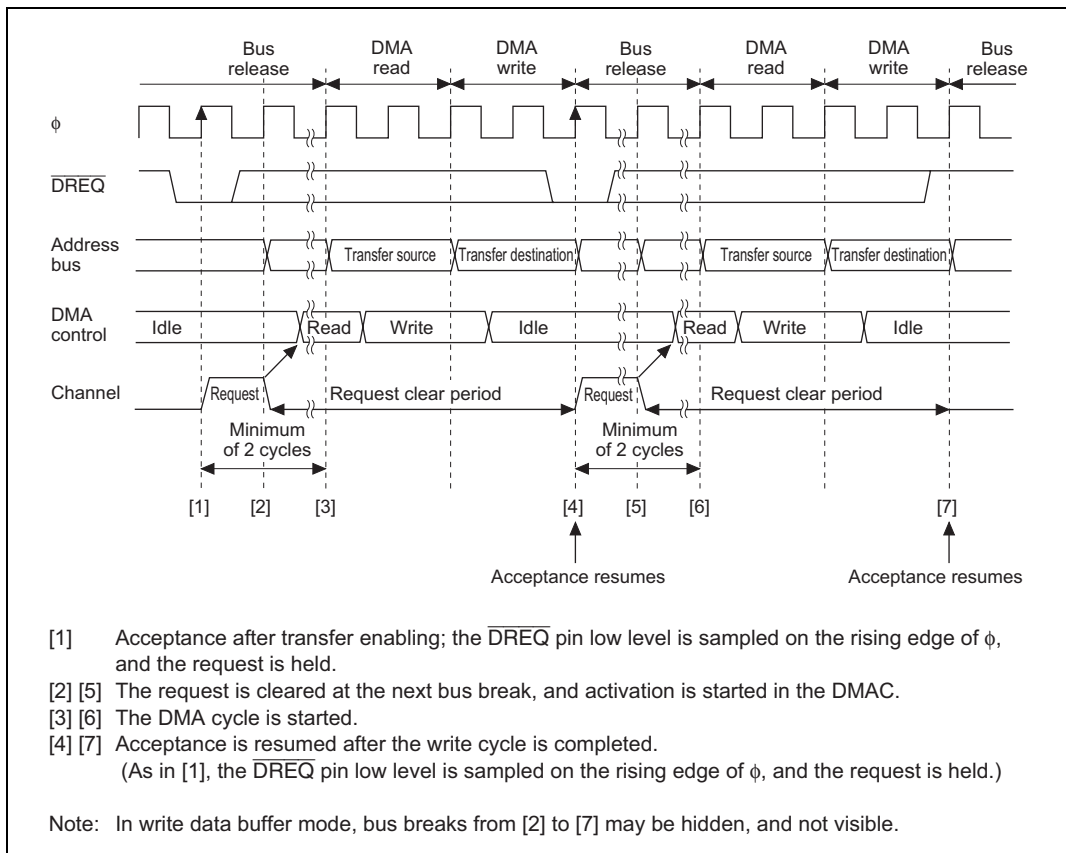 Bus release DMA read DMA write Bus release DMA read DMA write Bus release
ϕ
DREQ
Address bus Transfer source Transfer destination Transfer source Transfer destination
DMA control Idle Read Write Idle Read Write Idle
Channel Request Request clear period Request Request clear period
Minimum of 2 cycles Minimum of 2 cycles
[1] [2] [3] [4] [5] [6] [7]
Acceptance resumes Acceptance resumes
[1] Acceptance after transfer enabling; the DREQ pin low level is sampled on the rising edge of ϕ,
and the request is held.
[2] [5] The request is cleared at the next bus break, and activation is started in the DMAC.
[3] [6] The DMA cycle is started.
[4] [7] Acceptance is resumed after the write cycle is completed.
(As in [1], the DREQ pin low level is sampled on the rising edge of ϕ, and the request is held.)
Note: In write data buffer mode, bus breaks from [2] to [7] may be hidden, and not visible.